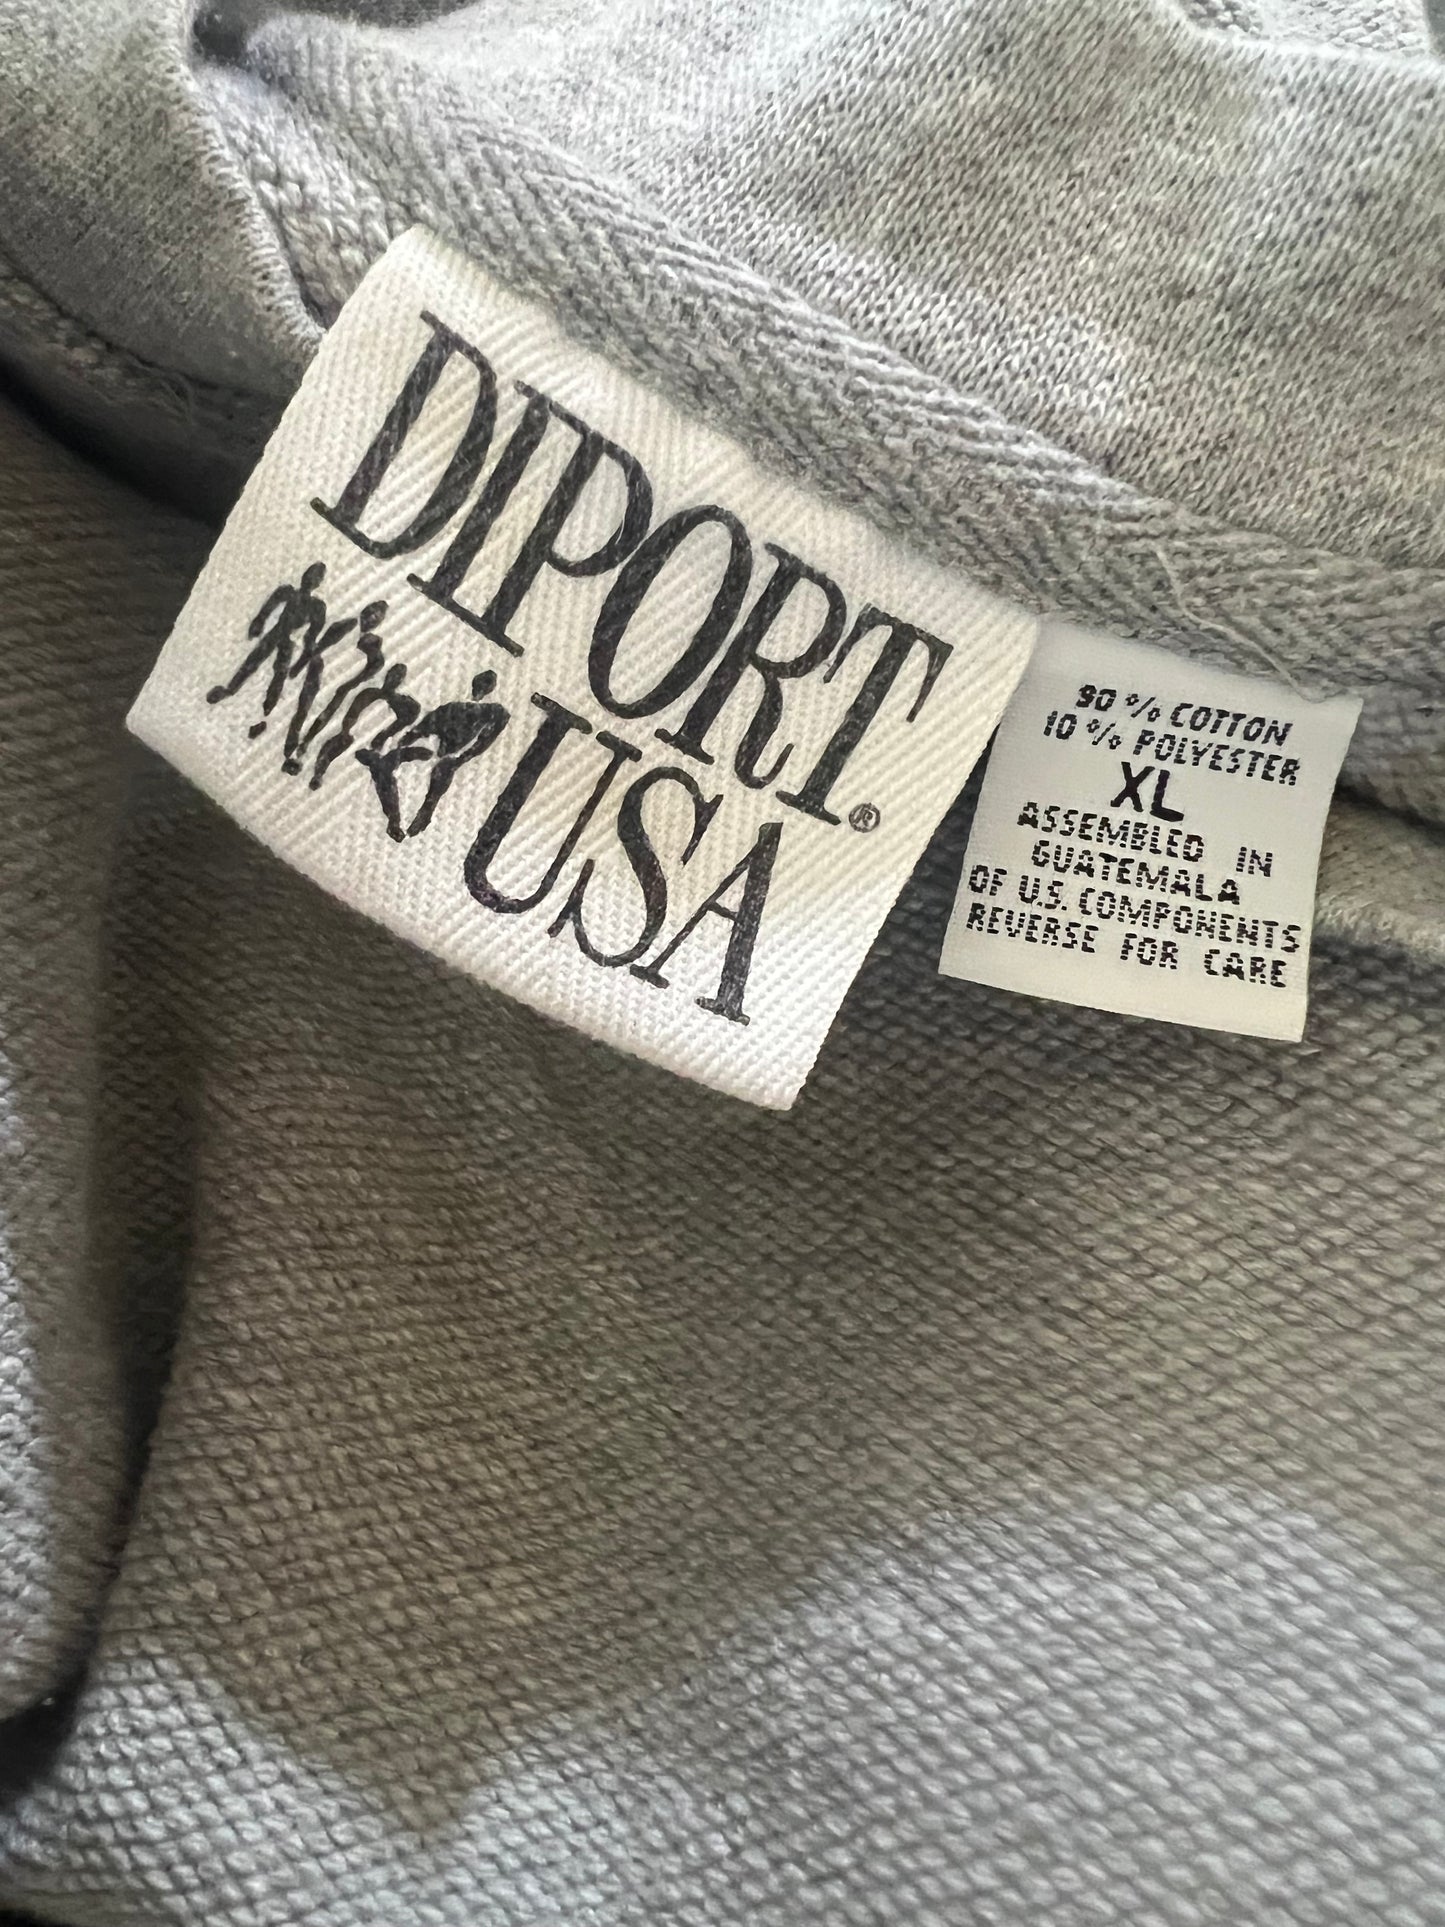 DIPORT®
USA
90 % COTTON
10 % POLYESTER
XL
ASSEMBLED IN
GUATEMALA
OF U.S. COMPONENTS
REVERSE FOR CARE